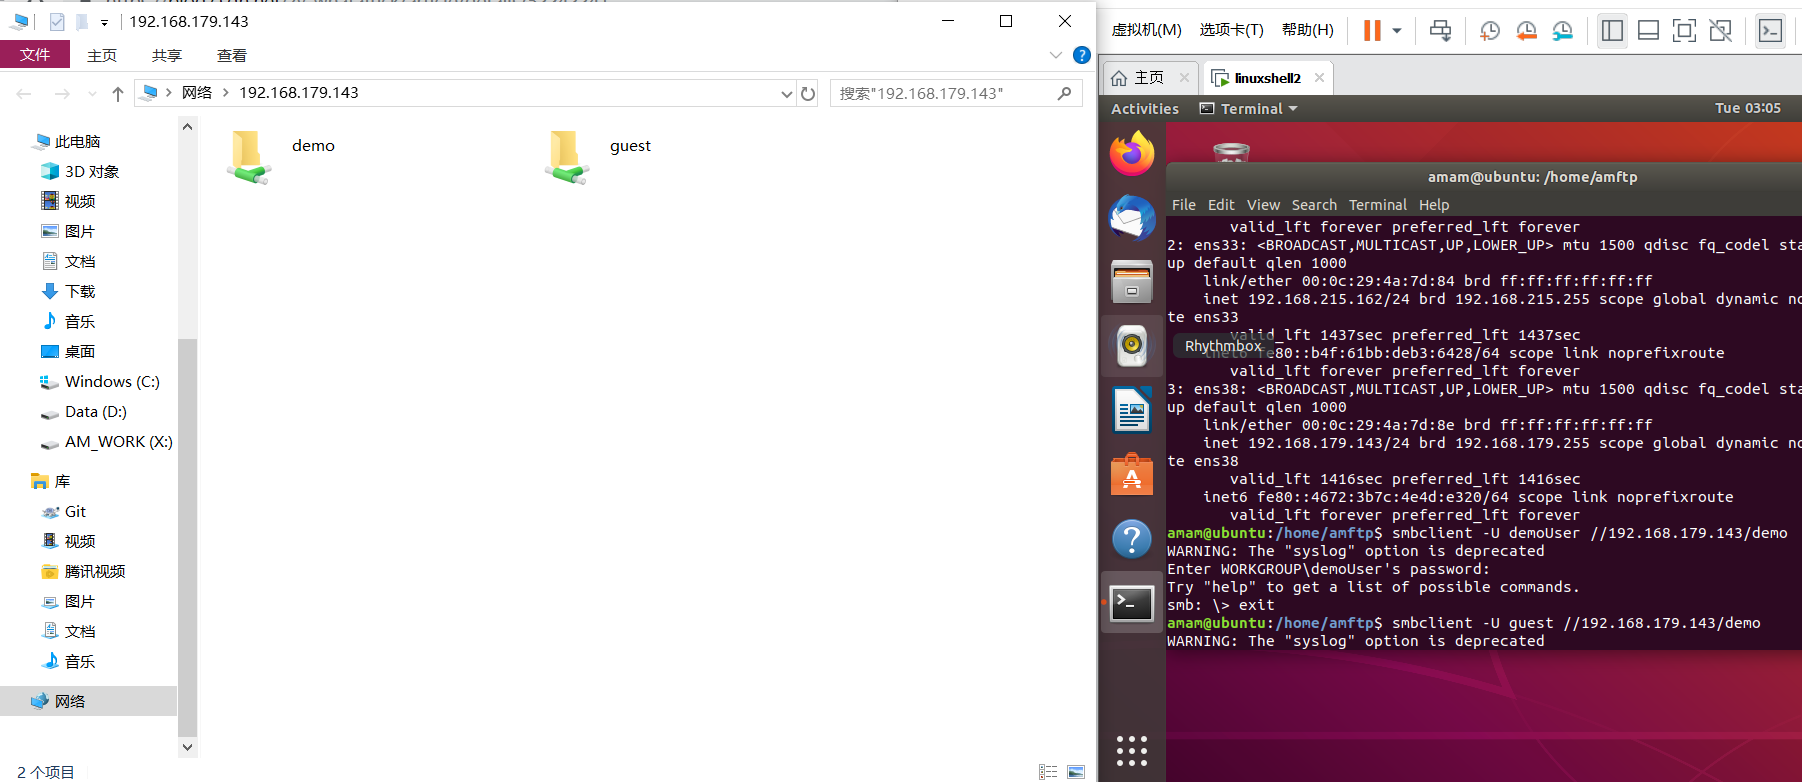 192.168.179.143
文件 主页 共享 查看
网络 192.168.179.143
搜索"192.168.179.143"
此电脑
3D 对象
视频
图片
文档
下载
音乐
桌面
Windows (C:)
Data (D:)
AM_WORK (X:)
库
Git
视频
腾讯视频
图片
文档
音乐
网络
demo
guest
2 个项目
虚拟机(M) 选项卡(T) 帮助(H)
主页 linuxshell2
Activities Terminal Tue 03:05
amam@ubuntu: /home/amftp
File Edit View Search Terminal Help
valid_lft forever preferred_lft forever
2: ens33: <BROADCAST,MULTICAST,UP,LOWER_UP> mtu 1500 qdisc fq_codel sta
up default qlen 1000
link/ether 00:0c:29:4a:7d:84 brd ff:ff:ff:ff:ff:ff
inet 192.168.215.162/24 brd 192.168.215.255 scope global dynamic no
te ens33
valid_lft 1437sec preferred_lft 1437sec
Rhythmbox
inet6 fe80::b4f:61bb:deb3:6428/64 scope link noprefixroute
valid_lft forever preferred_lft forever
3: ens38: <BROADCAST,MULTICAST,UP,LOWER_UP> mtu 1500 qdisc fq_codel sta
up default qlen 1000
link/ether 00:0c:29:4a:7d:8e brd ff:ff:ff:ff:ff:ff
inet 192.168.179.143/24 brd 192.168.179.255 scope global dynamic no
te ens38
valid_lft 1416sec preferred_lft 1416sec
inet6 fe80::4672:3b7c:4e4d:e320/64 scope link noprefixroute
valid_lft forever preferred_lft forever
amam@ubuntu:/home/amftp$ smbclient -U demoUser //192.168.179.143/demo
WARNING: The "syslog" option is deprecated
Enter WORKGROUP\demoUser's password:
Try "help" to get a list of possible commands.
smb: \> exit
amam@ubuntu:/home/amftp$ smbclient -U guest //192.168.179.143/demo
WARNING: The "syslog" option is deprecated